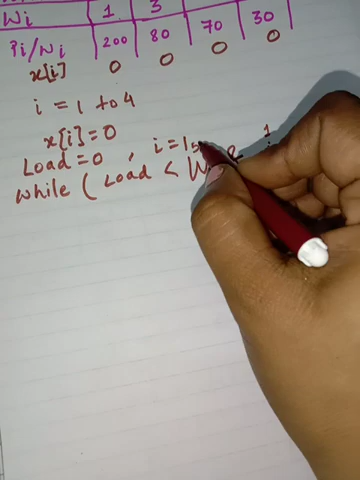 Wi 1 3
Pi/Wi 200 80 70 30
x[i] 0 0 0 0
i = 1 to 4
x[i] = 0
Load = 0, i = 1
while ( Load < W